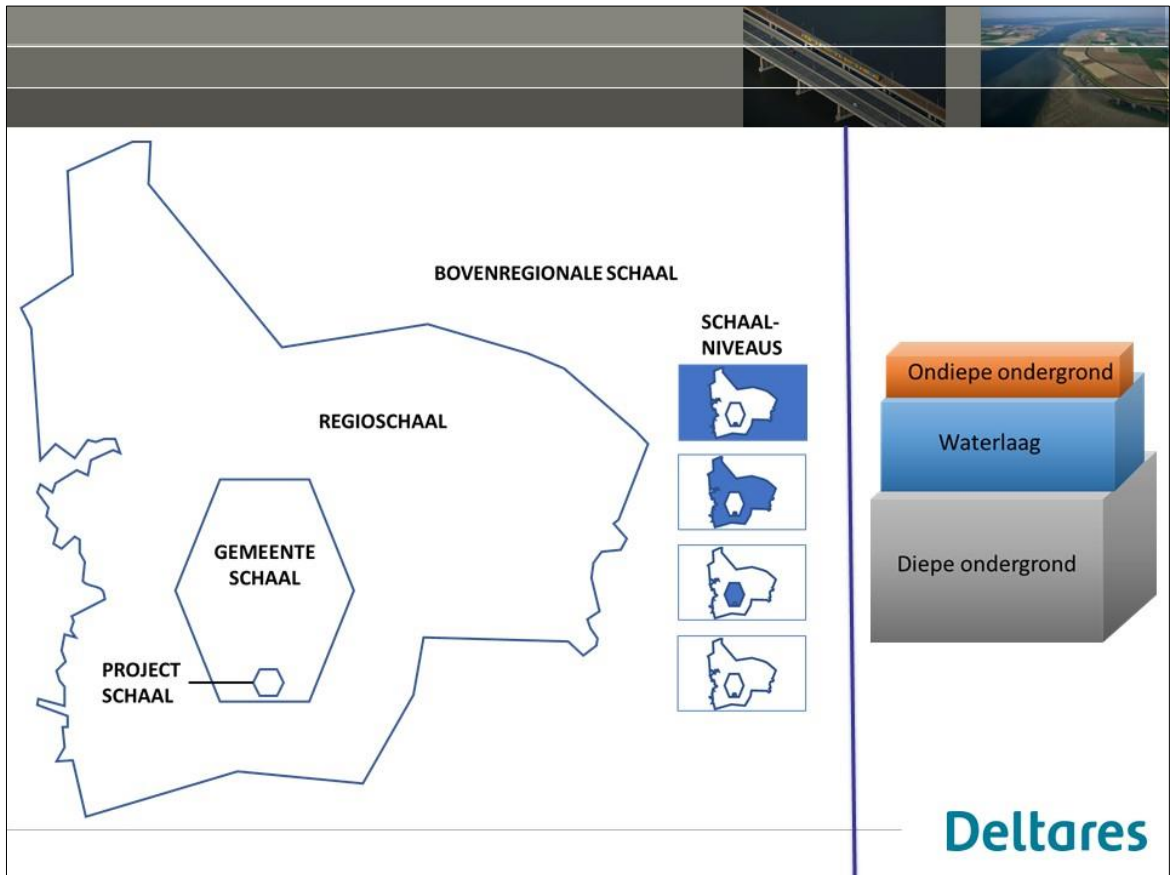 BOVENREGIONALE SCHAAL
REGIOSCHAAL
GEMEENTE
SCHAAL
PROJECT
SCHAAL
SCHAAL-
NIVEAUS
Ondiepe ondergrond
Waterlaag
Diepe ondergrond
Deltares